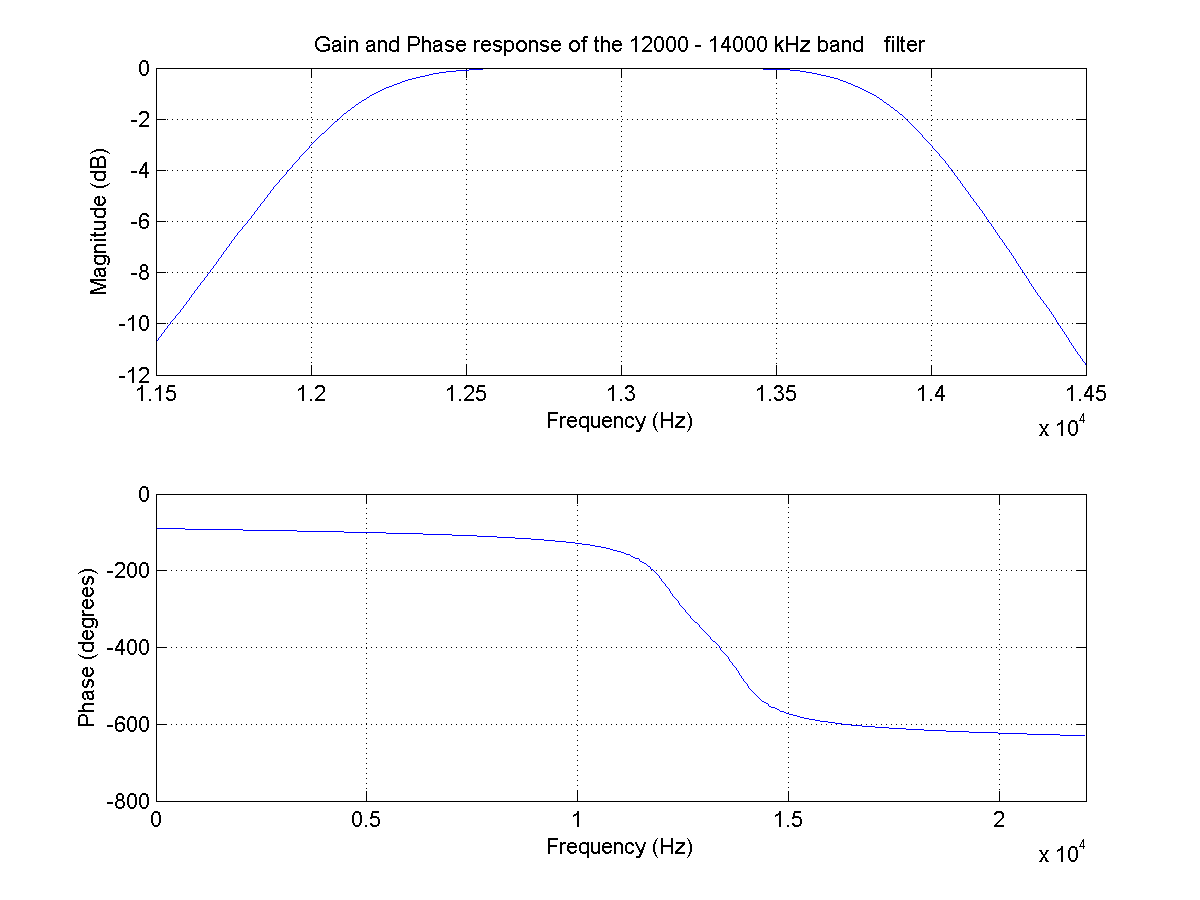 Gain and Phase response of the 12000 - 14000 kHz band filter
0
-2
-4
-6
-8
-10
-12
Magnitude (dB)
1.15 1.2 1.25 1.3 1.35 1.4 1.45
Frequency (Hz)
x 10^4
0
-200
-400
-600
-800
Phase (degrees)
0 0.5 1 1.5 2
Frequency (Hz)
x 10^4